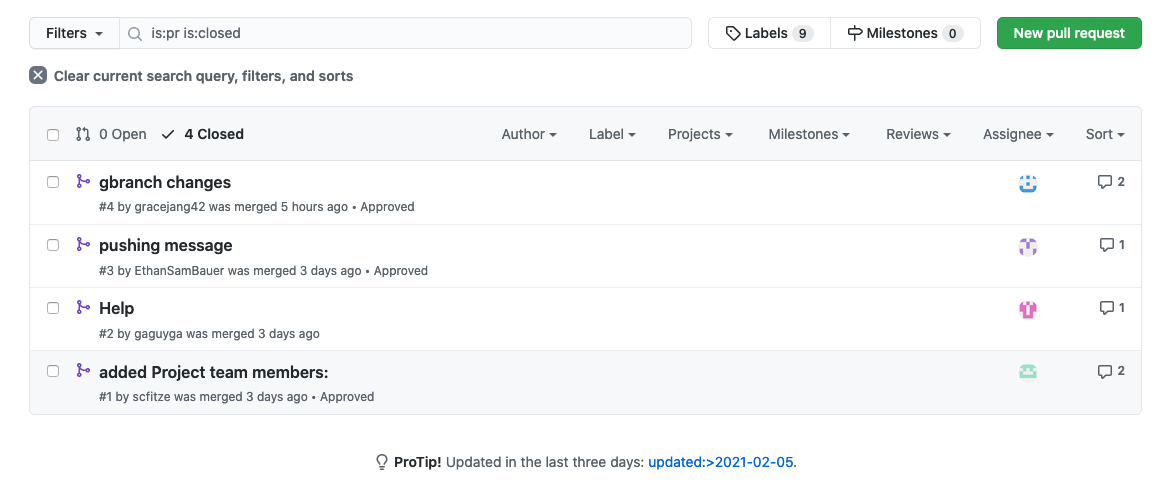 Filters is:pr is:closed Labels 9 Milestones 0 New pull request
Clear current search query, filters, and sorts
0 Open 4 Closed Author Label Projects Milestones Reviews Assignee Sort
gbranch changes 2
#4 by gracejang42 was merged 5 hours ago • Approved
pushing message 1
#3 by EthanSamBauer was merged 3 days ago • Approved
Help 1
#2 by gaguyga was merged 3 days ago
added Project team members: 2
#1 by scfitze was merged 3 days ago • Approved
ProTip! Updated in the last three days: updated:>2021-02-05.